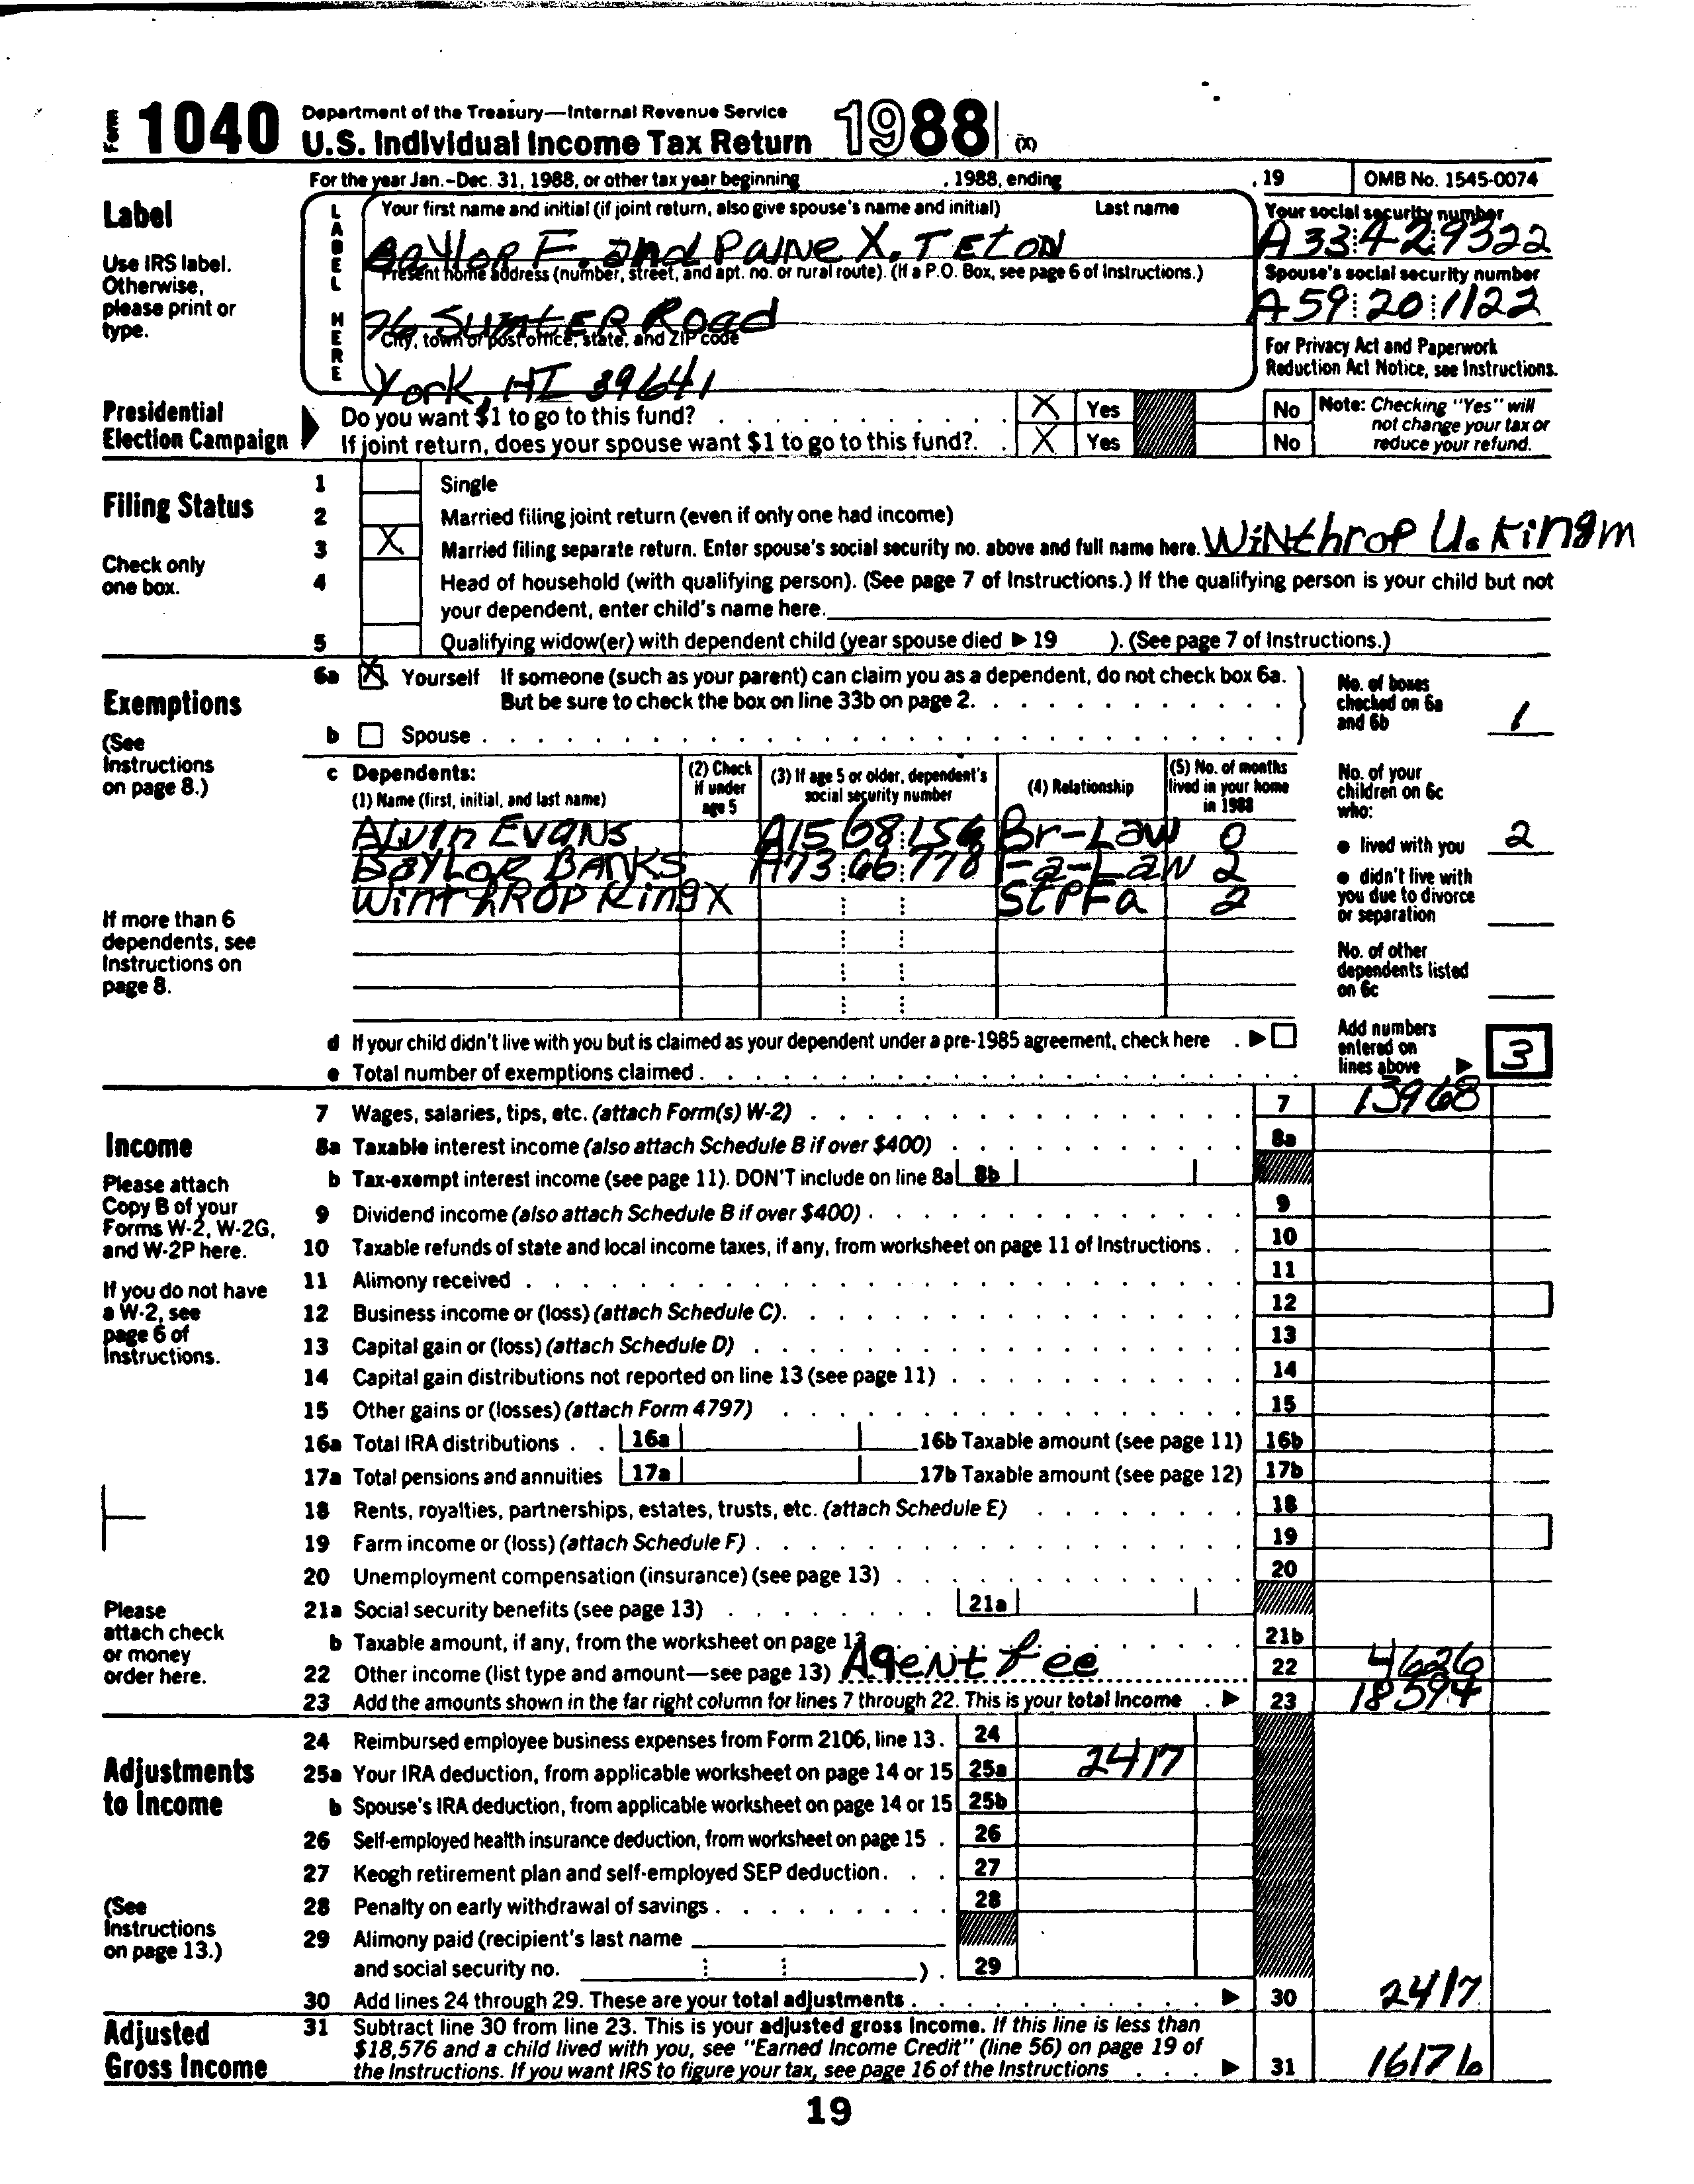 Form 1040 Department of the Treasury—Internal Revenue Service
U.S. Individual Income Tax Return 1988 (X)
For the year Jan.-Dec. 31, 1988, or other tax year beginning , 1988, ending , 19 OMB No. 1545-0074
Label
Use IRS label. Otherwise, please print or type.
LABEL HERE
Your first name and initial (if joint return, also give spouse's name and initial) Last name
Baylor F. and Paine X. Teton
Your social security number
A33 42 9322
Present home address (number, street, and apt. no. or rural route). (If a P.O. Box, see page 6 of Instructions.)
76 Sumter Road
Spouse's social security number
A59 20 1122
City, town or post office, state, and ZIP code
York, HI 39641
For Privacy Act and Paperwork Reduction Act Notice, see Instructions.
Presidential Election Campaign
Do you want $1 to go to this fund? X Yes No
If joint return, does your spouse want $1 to go to this fund? X Yes No
Note: Checking "Yes" will not change your tax or reduce your refund.
Filing Status
Check only one box.
1 Single
2 Married filing joint return (even if only one had income)
3 X Married filing separate return. Enter spouse's social security no. above and full name here. Winthrop U. Kingm
4 Head of household (with qualifying person). (See page 7 of Instructions.) If the qualifying person is your child but not
your dependent, enter child's name here.
5 Qualifying widow(er) with dependent child (year spouse died ▶ 19 ). (See page 7 of Instructions.)
Exemptions
(See Instructions on page 8.)
6a X Yourself If someone (such as your parent) can claim you as a dependent, do not check box 6a.
But be sure to check the box on line 33b on page 2.
b Spouse
No. of boxes checked on 6a and 6b 1
c Dependents:
(1) Name (first, initial, and last name) (2) Check if under age 5 (3) If age 5 or older, dependent's social security number (4) Relationship (5) No. of months lived in your home in 1988
Alvin Evans A15 68 156 Br-Law 0
Baylor Banks A73 66 778 Fa-Law 2
Winthrop King X StpFa 2
If more than 6 dependents, see Instructions on page 8.
No. of your children on 6c who:
● lived with you 2
● didn't live with you due to divorce or separation
No. of other dependents listed on 6c
d If your child didn't live with you but is claimed as your dependent under a pre-1985 agreement, check here ▶
e Total number of exemptions claimed
Add numbers entered on lines above ▶ 3
Income
Please attach Copy B of your Forms W-2, W-2G, and W-2P here.
If you do not have a W-2, see page 6 of Instructions.
Please attach check or money order here.
7 Wages, salaries, tips, etc. (attach Form(s) W-2) 7 13968
8a Taxable interest income (also attach Schedule B if over $400) 8a
b Tax-exempt interest income (see page 11). DON'T include on line 8a 8b
9 Dividend income (also attach Schedule B if over $400) 9
10 Taxable refunds of state and local income taxes, if any, from worksheet on page 11 of Instructions 10
11 Alimony received 11
12 Business income or (loss) (attach Schedule C) 12
13 Capital gain or (loss) (attach Schedule D) 13
14 Capital gain distributions not reported on line 13 (see page 11) 14
15 Other gains or (losses) (attach Form 4797) 15
16a Total IRA distributions 16a 16b Taxable amount (see page 11) 16b
17a Total pensions and annuities 17a 17b Taxable amount (see page 12) 17b
18 Rents, royalties, partnerships, estates, trusts, etc. (attach Schedule E) 18
19 Farm income or (loss) (attach Schedule F) 19
20 Unemployment compensation (insurance) (see page 13) 20
21a Social security benefits (see page 13) 21a
b Taxable amount, if any, from the worksheet on page 13 21b
22 Other income (list type and amount—see page 13) Agent fee 22 4626
23 Add the amounts shown in the far right column for lines 7 through 22. This is your total income ▶ 23 18594
Adjustments to Income
(See Instructions on page 13.)
24 Reimbursed employee business expenses from Form 2106, line 13. 24
25a Your IRA deduction, from applicable worksheet on page 14 or 15 25a 2417
b Spouse's IRA deduction, from applicable worksheet on page 14 or 15 25b
26 Self-employed health insurance deduction, from worksheet on page 15 26
27 Keogh retirement plan and self-employed SEP deduction 27
28 Penalty on early withdrawal of savings 28
29 Alimony paid (recipient's last name
and social security no. ) 29
30 Add lines 24 through 29. These are your total adjustments ▶ 30 2417
Adjusted Gross Income
31 Subtract line 30 from line 23. This is your adjusted gross income. If this line is less than
$18,576 and a child lived with you, see "Earned Income Credit" (line 56) on page 19 of
the Instructions. If you want IRS to figure your tax, see page 16 of the Instructions ▶ 31 16176
19